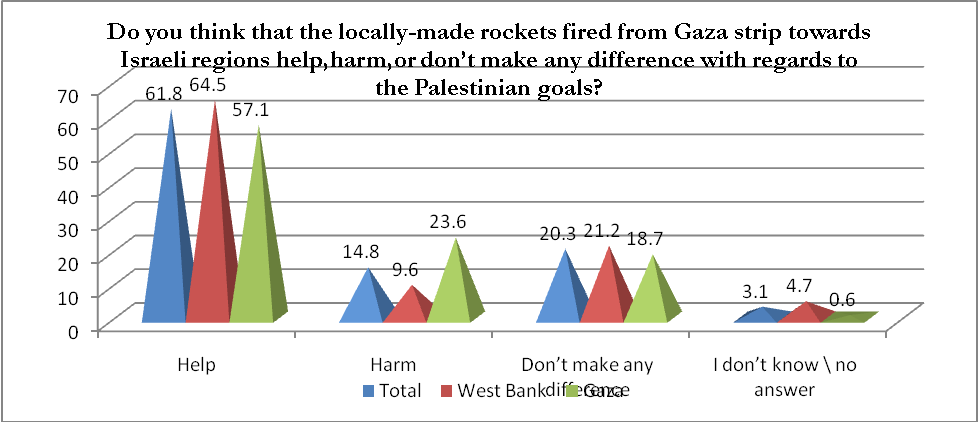 Do you think that the locally-made rockets fired from Gaza strip towards
Israeli regions help,harm,or don't make any difference with regards to
the Palestinian goals?
70
60
50
40
30
20
10
0
61.8
64.5
57.1
14.8
9.6
23.6
20.3
21.2
18.7
3.1
4.7
0.6
Help
Harm
Don't make any
difference
I don't know \ no
answer
Total
West Bank
Gaza